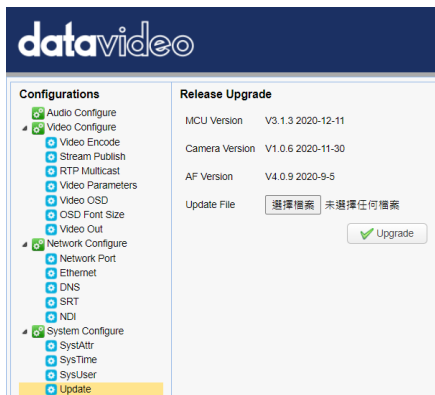 datavideo
Configurations
Audio Configure
Video Configure
Video Encode
Stream Publish
RTP Multicast
Video Parameters
Video OSD
OSD Font Size
Video Out
Network Configure
Network Port
Ethernet
DNS
SRT
NDI
System Configure
SystAttr
SysTime
SysUser
Update
Release Upgrade
MCU Version V3.1.3 2020-12-11
Camera Version V1.0.6 2020-11-30
AF Version V4.0.9 2020-9-5
Update File 選擇檔案 未選擇任何檔案
Upgrade